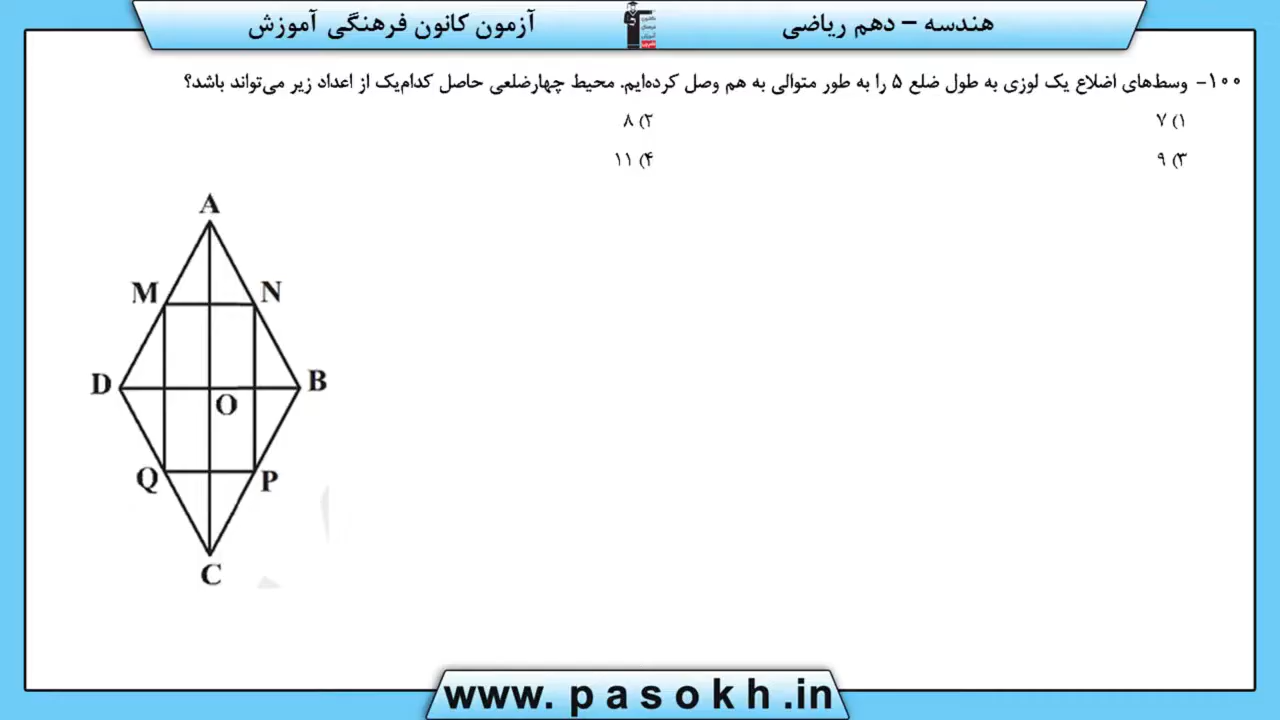 هندسه – دهم ریاضی
آزمون کانون فرهنگی آموزش
۱۰۰- وسط‌های اضلاع یک لوزی به طول ضلع ۵ را به طور متوالی به هم وصل کرده‌ایم. محیط چهارضلعی حاصل کدام‌یک از اعداد زیر می‌تواند باشد؟
۱) ۷
۲) ۸
۳) ۹
۴) ۱۱
A
M N
D B
O
Q P
C
www. p a s o k h .in